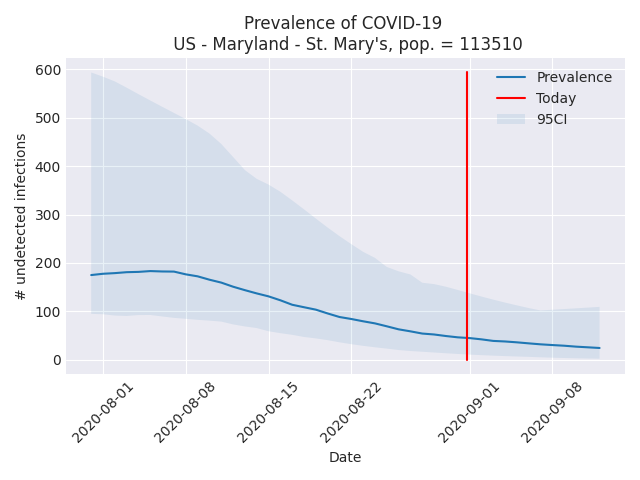 Prevalence of COVID-19
US - Maryland - St. Mary's, pop. = 113510
Prevalence
Today
95CI
# undetected infections
600
500
400
300
200
100
0
2020-08-01
2020-08-08
2020-08-15
2020-08-22
2020-09-01
2020-09-08
Date